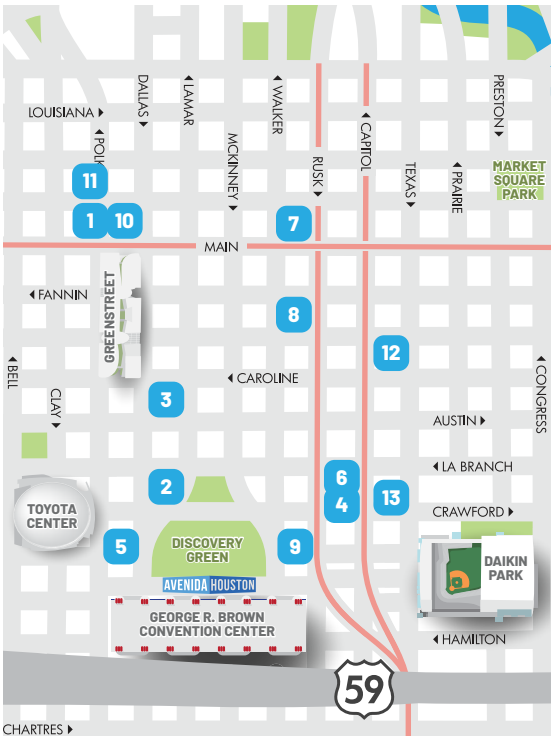 LOUISIANA
DALLAS
LAMAR
WALKER
PRESTON
POLK
MCKINNEY
RUSK
CAPITOL
TEXAS
PRAIRIE
MARKET
SQUARE
PARK
11
1
10
7
MAIN
FANNIN
GREENSTREET
8
12
BELL
CLAY
CAROLINE
CONGRESS
3
AUSTIN
LA BRANCH
2
6
4
13
CRAWFORD
TOYOTA
CENTER
5
DISCOVERY
GREEN
9
DAIKIN
PARK
AVENIDA HOUSTON
GEORGE R. BROWN
CONVENTION CENTER
HAMILTON
59
CHARTRES